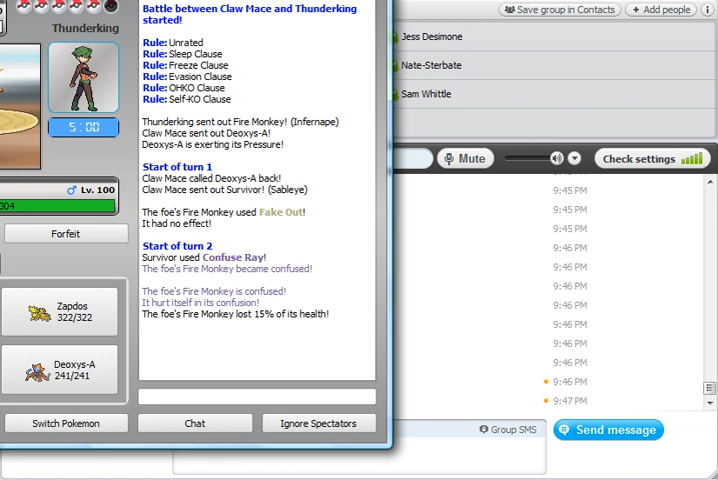 Battle between Claw Mace and Thunderking
started!
Thunderking
Rule: Unrated
Rule: Sleep Clause
Rule: Freeze Clause
Rule: Evasion Clause
Rule: OHKO Clause
Rule: Self-KO Clause
5:00
Thunderking sent out Fire Monkey! (Infernape)
Claw Mace sent out Deoxys-A!
Deoxys-A is exerting its Pressure!
Start of turn 1
Claw Mace called Deoxys-A back!
Claw Mace sent out Survivor! (Sableye)
Lv. 100
304
The foe's Fire Monkey used Fake Out!
It had no effect!
Forfeit
Start of turn 2
Survivor used Confuse Ray!
The foe's Fire Monkey became confused!
The foe's Fire Monkey is confused!
It hurt itself in its confusion!
The foe's Fire Monkey lost 15% of its health!
Zapdos
322/322
Deoxys-A
241/241
Switch Pokemon
Chat
Ignore Spectators
Save group in Contacts
+ Add people
Jess Desimone
Nate-Sterbate
Sam Whittle
Mute
Check settings
9:45 PM
9:45 PM
9:45 PM
9:46 PM
9:46 PM
9:46 PM
9:46 PM
9:46 PM
9:46 PM
9:46 PM
9:46 PM
9:47 PM
Group SMS
Send message